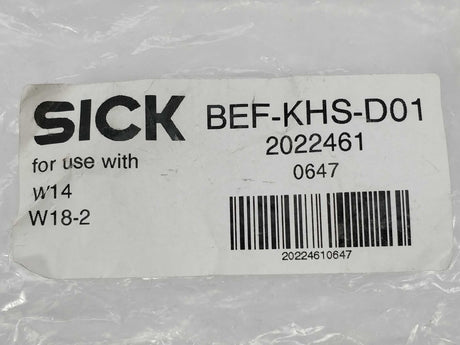 SICK
for use with
W14
W18-2
BEF-KHS-D01
2022461
0647
20224610647